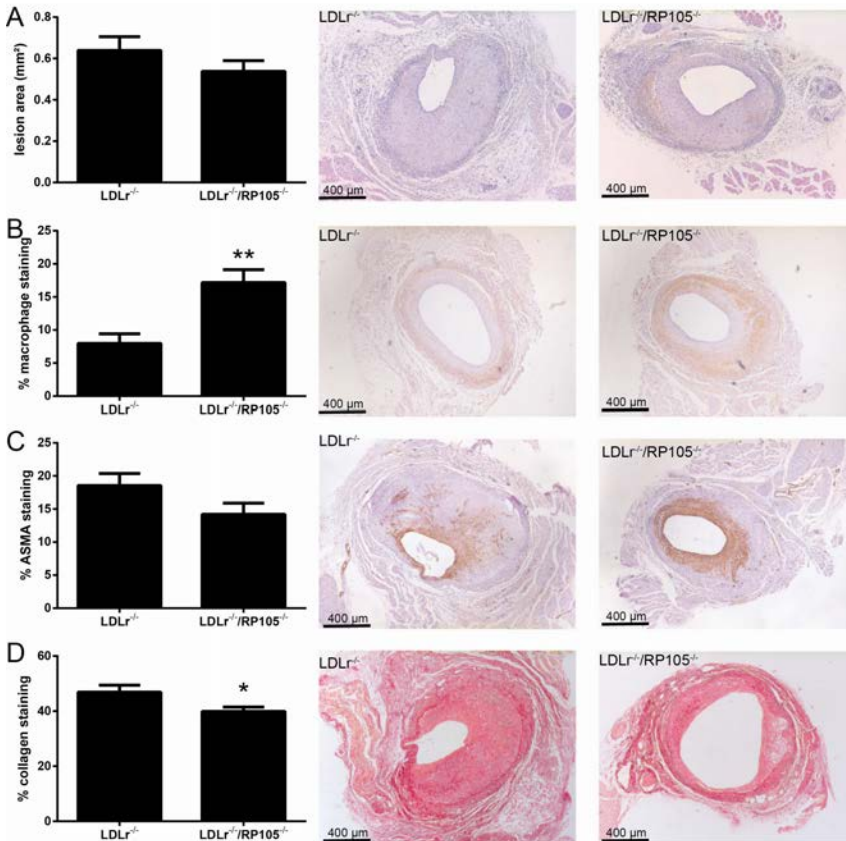 A
lesion area (mm²)
0.8
0.6
0.4
0.2
0.0
LDLr⁻/⁻
LDLr⁻/⁻/RP105⁻/⁻
LDLr⁻/⁻
400 µm
LDLr⁻/⁻/RP105⁻/⁻
400 µm
B
% macrophage staining
25
20
15
10
5
0
**
LDLr⁻/⁻
LDLr⁻/⁻/RP105⁻/⁻
LDLr⁻/⁻
400 µm
LDLr⁻/⁻/RP105⁻/⁻
400 µm
C
% ASMA staining
25
20
15
10
5
0
LDLr⁻/⁻
LDLr⁻/⁻/RP105⁻/⁻
LDLr⁻/⁻
400 µm
LDLr⁻/⁻/RP105⁻/⁻
400 µm
D
% collagen staining
60
40
20
0
*
LDLr⁻/⁻
LDLr⁻/⁻/RP105⁻/⁻
LDLr⁻/⁻
400 µm
LDLr⁻/⁻/RP105⁻/⁻
400 µm